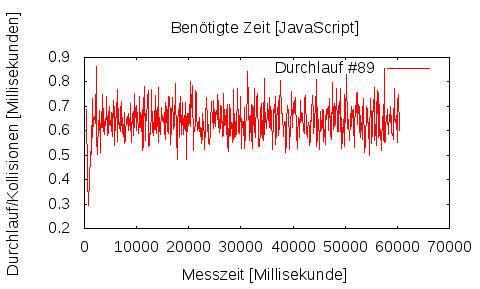 Benötigte Zeit [JavaScript]
Durchlauf/Kollisionen [Millisekunden]
0.9
0.8
0.7
0.6
0.5
0.4
0.3
0.2
Durchlauf #89
0 10000 20000 30000 40000 50000 60000 70000
Messzeit [Millisekunde]